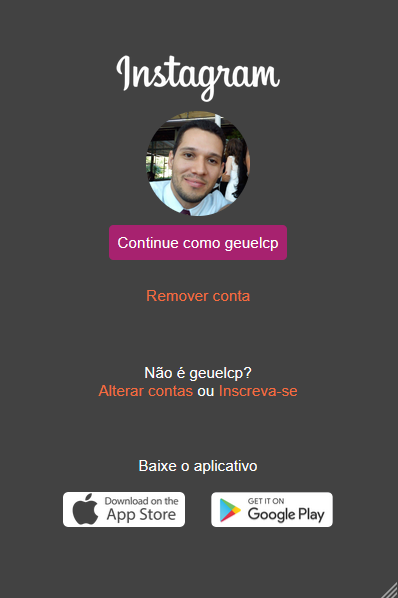 Instagram
Continue como geuelcp
Remover conta
Não é geuelcp?
Alterar contas ou Inscreva-se
Baixe o aplicativo
Download on the
App Store
GET IT ON
Google Play